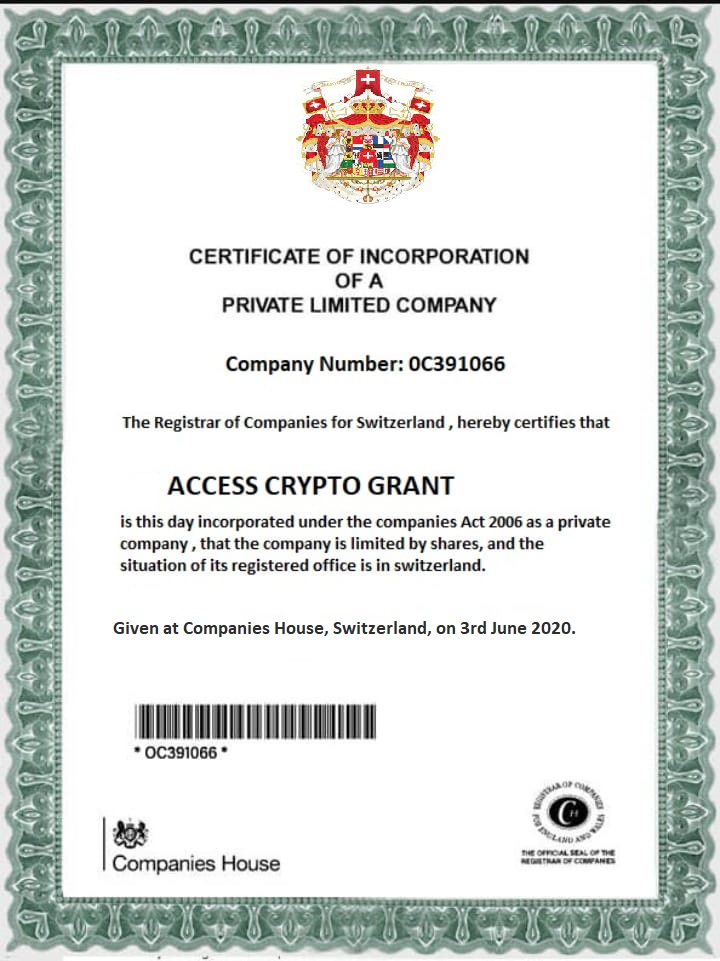 CERTIFICATE OF INCORPORATION
OF A
PRIVATE LIMITED COMPANY
Company Number: 0C391066
The Registrar of Companies for Switzerland , hereby certifies that
ACCESS CRYPTO GRANT
is this day incorporated under the companies Act 2006 as a private
company , that the company is limited by shares, and the
situation of its registered office is in switzerland.
Given at Companies House, Switzerland, on 3rd June 2020.
* OC391066 *
Companies House
REGISTRAR OF COMPANIES
FOR ENGLAND AND WALES
CH
THE OFFICIAL SEAL OF THE
REGISTRAR OF COMPANIES